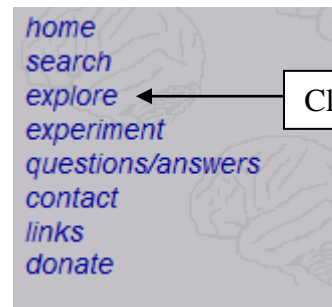 home
search
explore
experiment
questions/answers
contact
links
donate